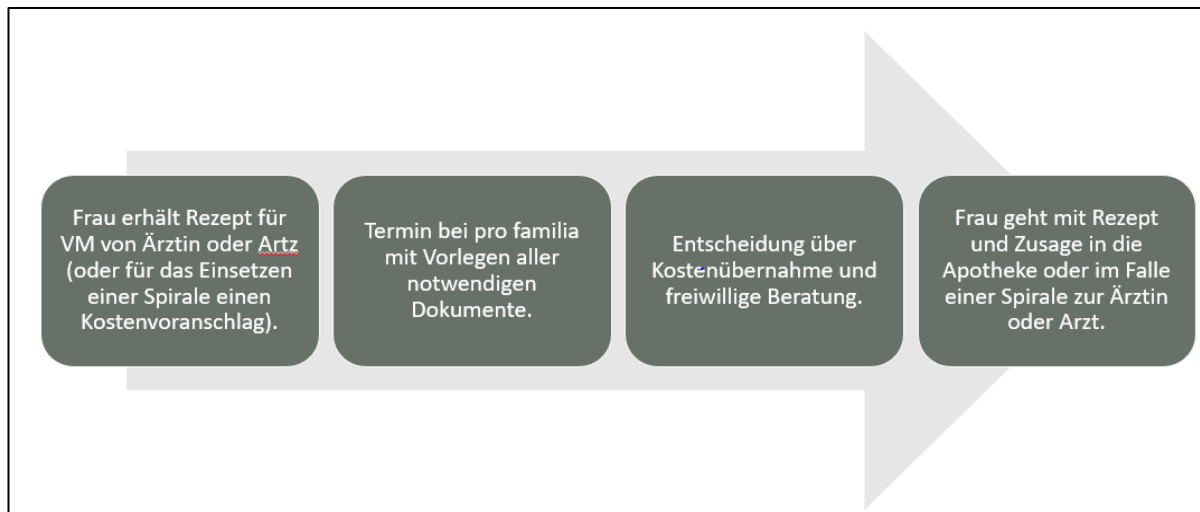 Frau erhält Rezept für
VM von Ärztin oder Artz
(oder für das Einsetzen
einer Spirale einen
Kostenvoranschlag).
Termin bei pro familia
mit Vorlegen aller
notwendigen
Dokumente.
Entscheidung über
Kostenübernahme und
freiwillige Beratung.
Frau geht mit Rezept
und Zusage in die
Apotheke oder im Falle
einer Spirale zur Ärztin
oder Arzt.